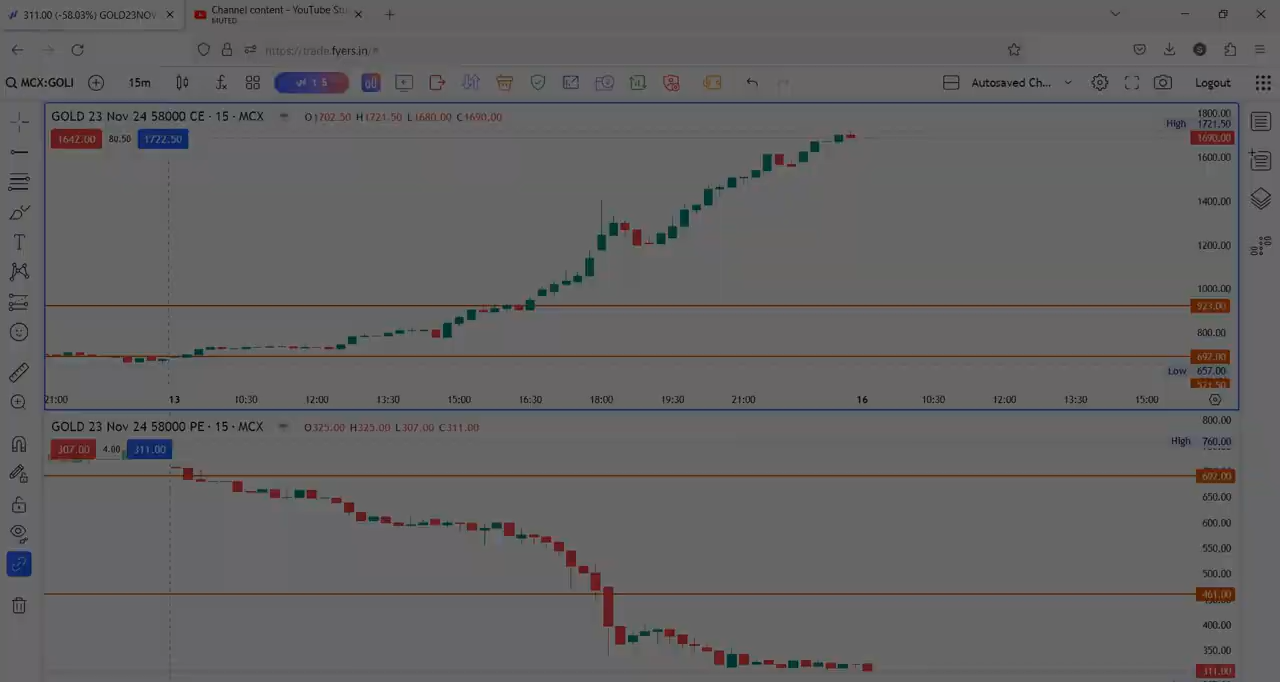 311.00 (-58.03%) GOLD23NOV
Channel content - YouTube Stu
MUTED
https://trade.fyers.in/#
MCX:GOLI
15m
1 5
Autosaved Ch...
Logout
GOLD 23 Nov 24 58000 CE · 15 · MCX
O1702.50 H1721.50 L1680.00 C1690.00
1642.00 80.50 1722.50
1800.00
High 1721.50
1690.00
1600.00
1400.00
1200.00
1000.00
923.00
800.00
692.00
Low 657.00
521.50
21:00 13 10:30 12:00 13:30 15:00 16:30 18:00 19:30 21:00 16 10:30 12:00 13:30 15:00
GOLD 23 Nov 24 58000 PE · 15 · MCX
O325.00 H325.00 L307.00 C311.00
307.00 4.00 311.00
800.00
High 760.00
692.00
650.00
600.00
550.00
500.00
461.00
400.00
350.00
311.00